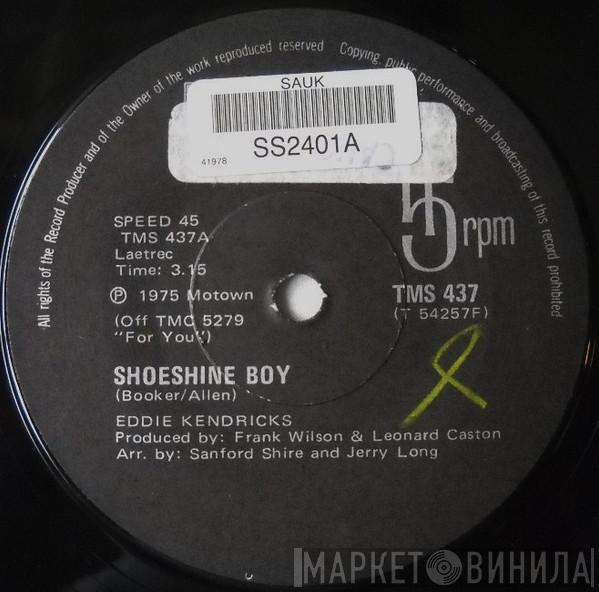 All rights of the Record Producer and of the Owner of the work reproduced reserved Copying, public performance and broadcasting of this record prohibited
SAUK
SS2401A
41978
rpm
SPEED 45
TMS 437A
Laetrec
Time: 3.15
℗ 1975 Motown
(Off TMC 5279
"For You")
TMS 437
(T 54257F)
SHOESHINE BOY
(Booker/Allen)
EDDIE KENDRICKS
Produced by: Frank Wilson & Leonard Caston
Arr. by: Sanford Shire and Jerry Long
МАРКЕТ ВИНИЛА